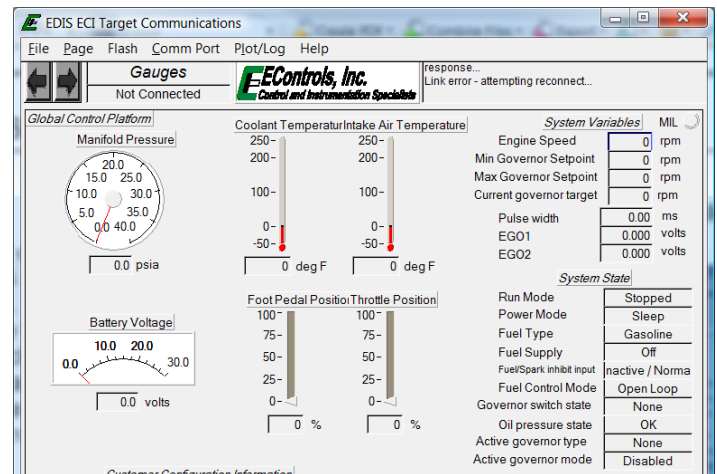 EDIS ECI Target Communications
File Page Flash Comm Port Plot/Log Help
Gauges
Not Connected
EControls, Inc.
Control and Instrumentation Specialists
response...
Link error - attempting reconnect...
Global Control Platform
Manifold Pressure
20.0
15.0 25.0
10.0 30.0
5.0 35.0
0.0 40.0
0.0 psia
Battery Voltage
10.0 20.0
0.0 30.0
0.0 volts
Coolant Temperatur
250
200
100
0
-50
0 deg F
Intake Air Temperature
250
200
100
0
-50
0 deg F
Foot Pedal Positio
100
75
50
25
0
0 %
Throttle Position
100
75
50
25
0
0 %
System Variables MIL
Engine Speed 0 rpm
Min Governor Setpoint 0 rpm
Max Governor Setpoint 0 rpm
Current governor target 0 rpm
Pulse width 0.00 ms
EGO1 0.000 volts
EGO2 0.000 volts
System State
Run Mode Stopped
Power Mode Sleep
Fuel Type Gasoline
Fuel Supply Off
Fuel/Spark inhibit input nactive / Norma
Fuel Control Mode Open Loop
Governor switch state None
Oil pressure state OK
Active governor type None
Active governor mode Disabled
Customer Configuration Information